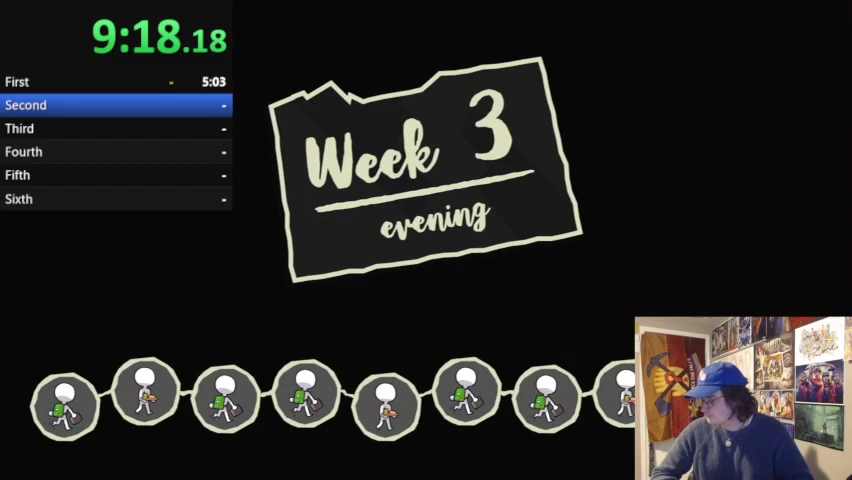 9:18.18
First - 5:03
Second -
Third -
Fourth -
Fifth -
Sixth -
Week 3
evening